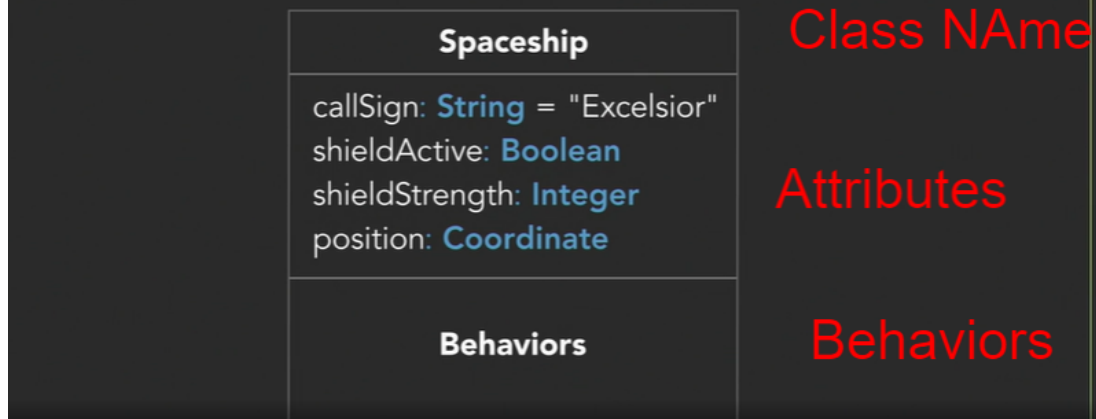 Spaceship
Class NAme
callSign: String = "Excelsior"
shieldActive: Boolean
shieldStrength: Integer
position: Coordinate
Attributes
Behaviors
Behaviors